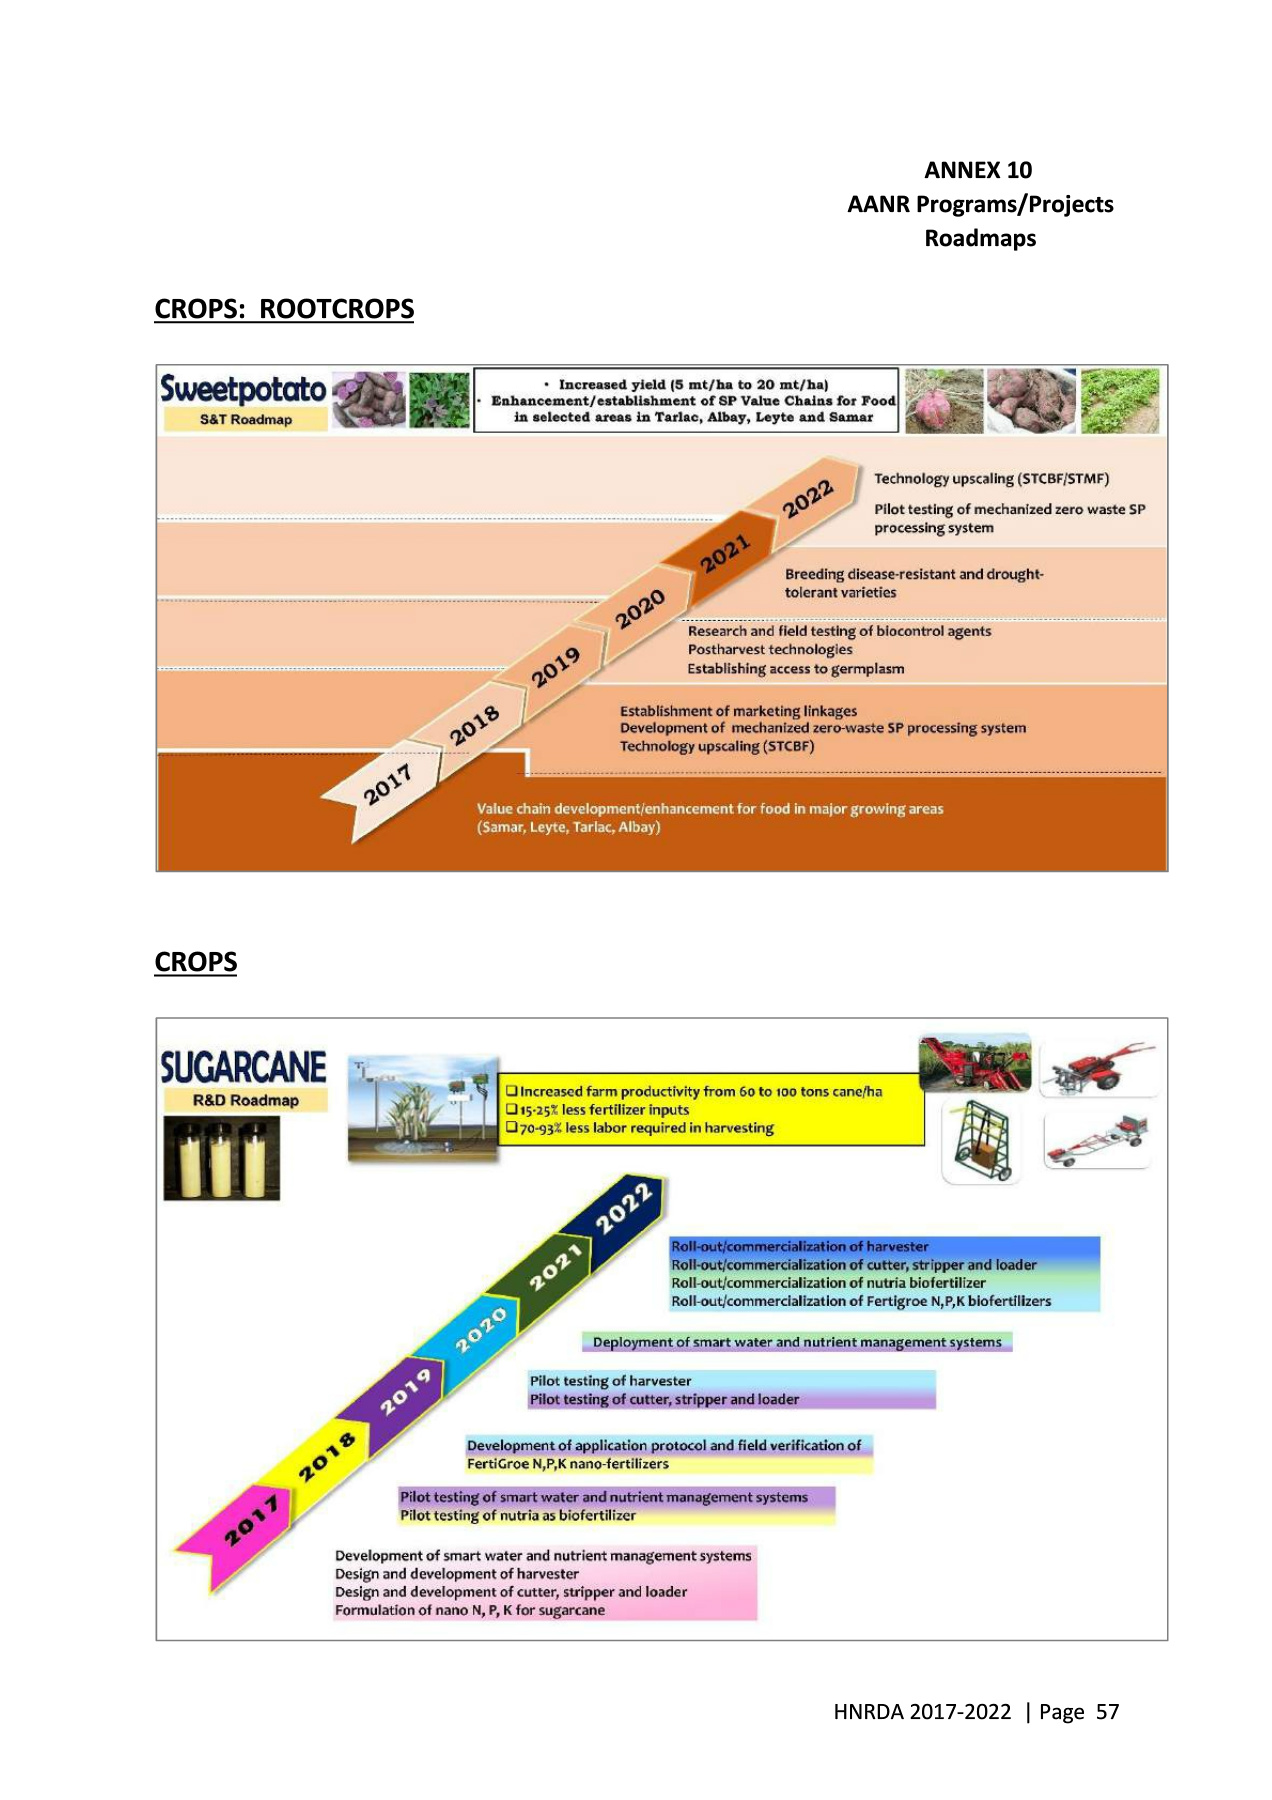 ANNEX 10
AANR Programs/Projects
Roadmaps
CROPS:  ROOTCROPS
Sweetpotato
S&T Roadmap
• Increased yield (5 mt/ha to 20 mt/ha)
• Enhancement/establishment of SP Value Chains for Food
in selected areas in Tarlac, Albay, Leyte and Samar
2022
Technology upscaling (STCBF/STMF)
Pilot testing of mechanized zero waste SP
processing system
2021
Breeding disease-resistant and drought-
tolerant varieties
2020
Research and field testing of biocontrol agents
Postharvest technologies
Establishing access to germplasm
2019
2018
Establishment of marketing linkages
Development of mechanized zero-waste SP processing system
Technology upscaling (STCBF)
2017
Value chain development/enhancement for food in major growing areas
(Samar, Leyte, Tarlac, Albay)
CROPS
SUGARCANE
R&D Roadmap
❑Increased farm productivity from 60 to 100 tons cane/ha
❑15-25% less fertilizer inputs
❑70-93% less labor required in harvesting
2022
Roll-out/commercialization of harvester
Roll-out/commercialization of cutter, stripper and loader
Roll-out/commercialization of nutria biofertilizer
Roll-out/commercialization of Fertigroe N,P,K biofertilizers
2021
Deployment of smart water and nutrient management systems
2020
Pilot testing of harvester
Pilot testing of cutter, stripper and loader
2019
Development of application protocol and field verification of
FertiGroe N,P,K nano-fertilizers
2018
Pilot testing of smart water and nutrient management systems
Pilot testing of nutria as biofertilizer
2017
Development of smart water and nutrient management systems
Design and development of harvester
Design and development of cutter, stripper and loader
Formulation of nano N, P, K for sugarcane
HNRDA 2017-2022 | Page 57